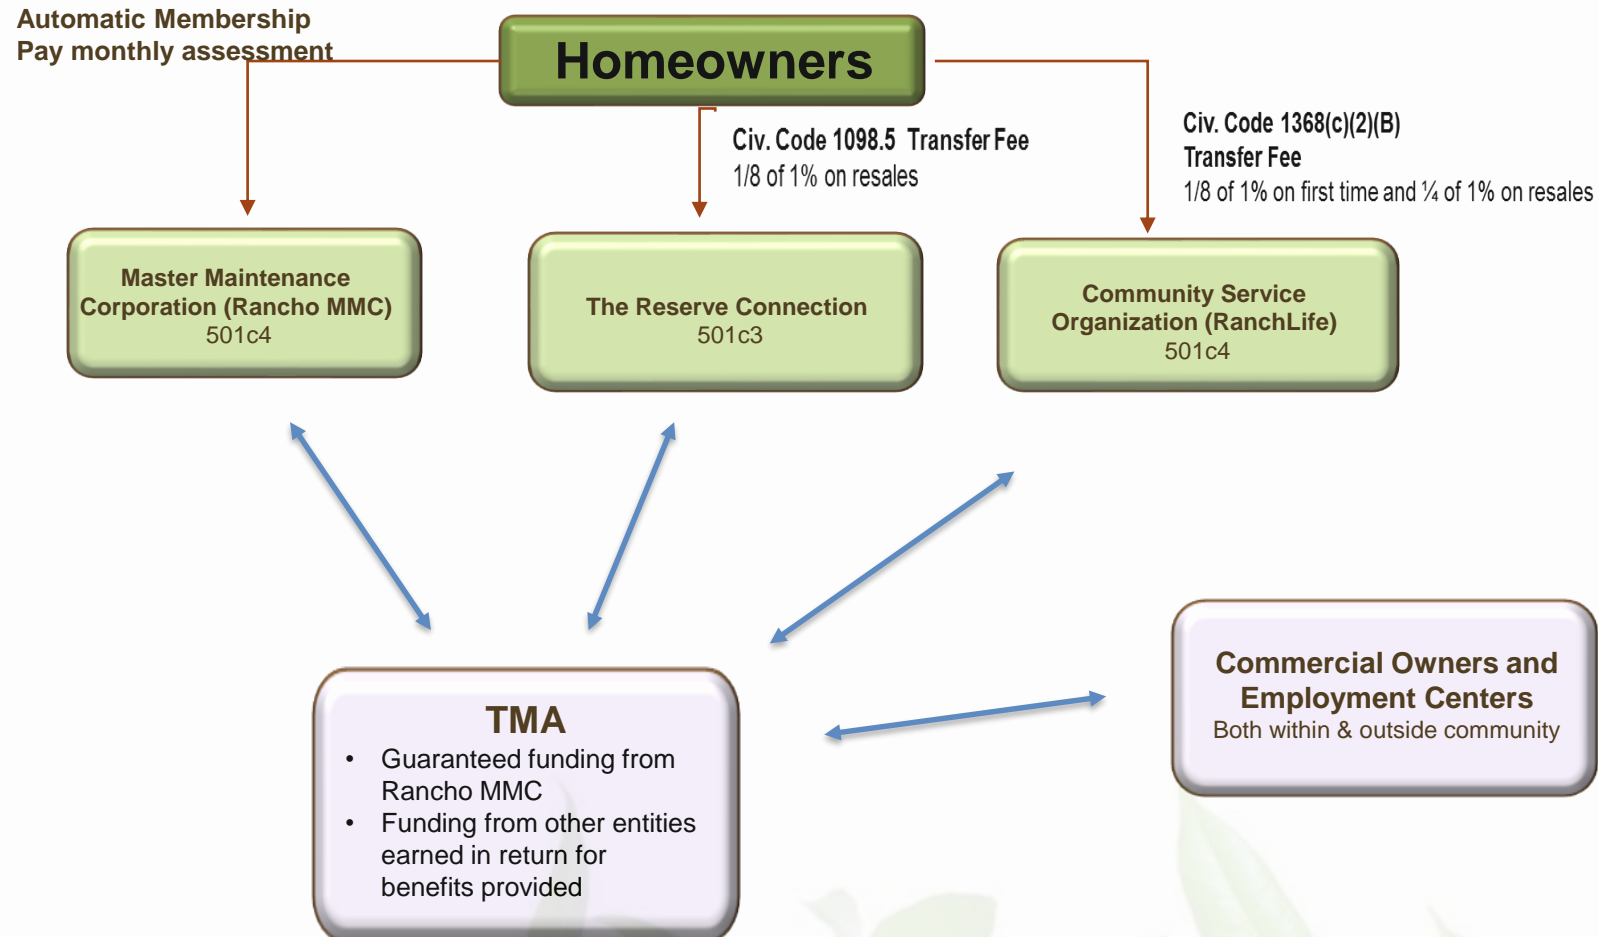 Automatic Membership
Pay monthly assessment
Homeowners
Civ. Code 1098.5 Transfer Fee
1/8 of 1% on resales
Civ. Code 1368(c)(2)(B)
Transfer Fee
1/8 of 1% on first time and ¼ of 1% on resales
Master Maintenance
Corporation (Rancho MMC)
501c4
The Reserve Connection
501c3
Community Service
Organization (RanchLife)
501c4
TMA
• Guaranteed funding from
Rancho MMC
• Funding from other entities
earned in return for
benefits provided
Commercial Owners and
Employment Centers
Both within & outside community